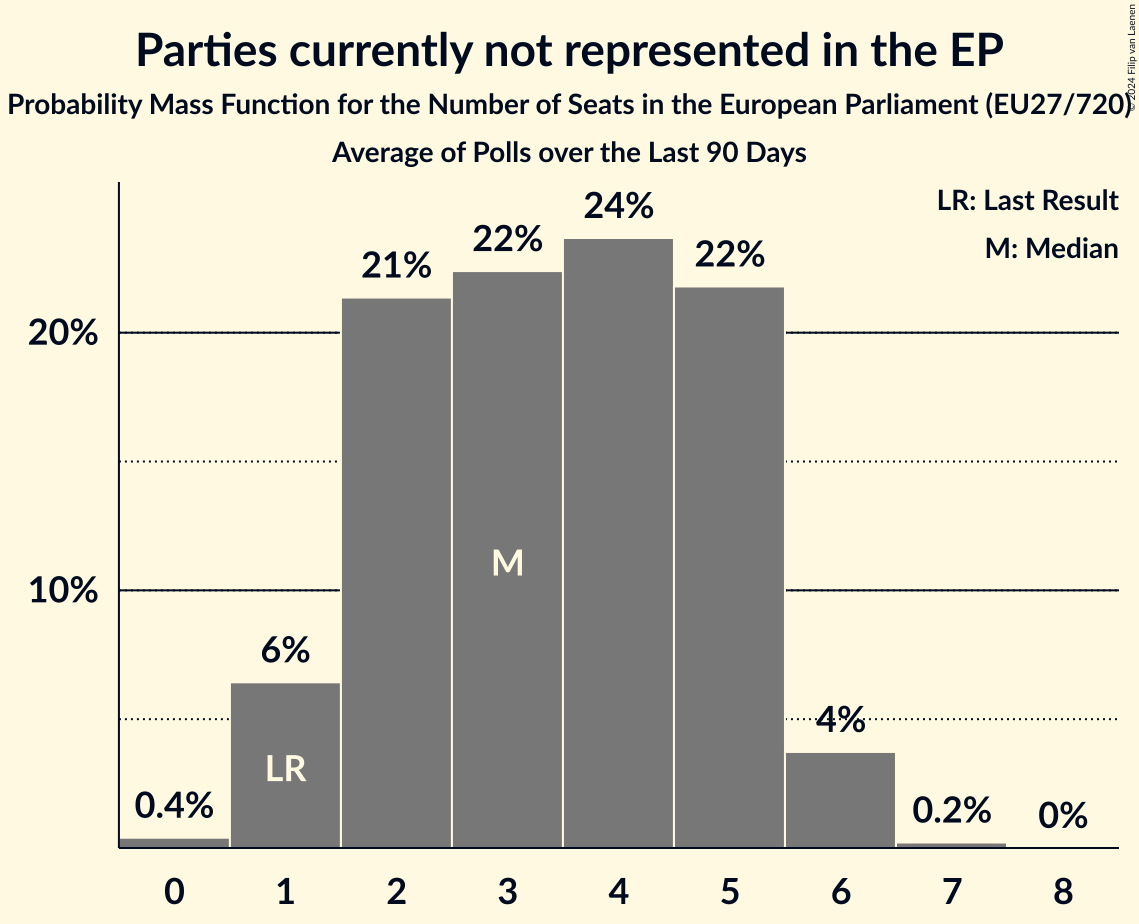 Parties currently not represented in the EP
Probability Mass Function for the Number of Seats in the European Parliament (EU27/720)
Average of Polls over the Last 90 Days
© 2024 Filip van Laenen
LR: Last Result
M: Median
20%
10%
0.4%
6%
21%
22%
24%
22%
4%
0.2%
0%
LR
M
0 1 2 3 4 5 6 7 8